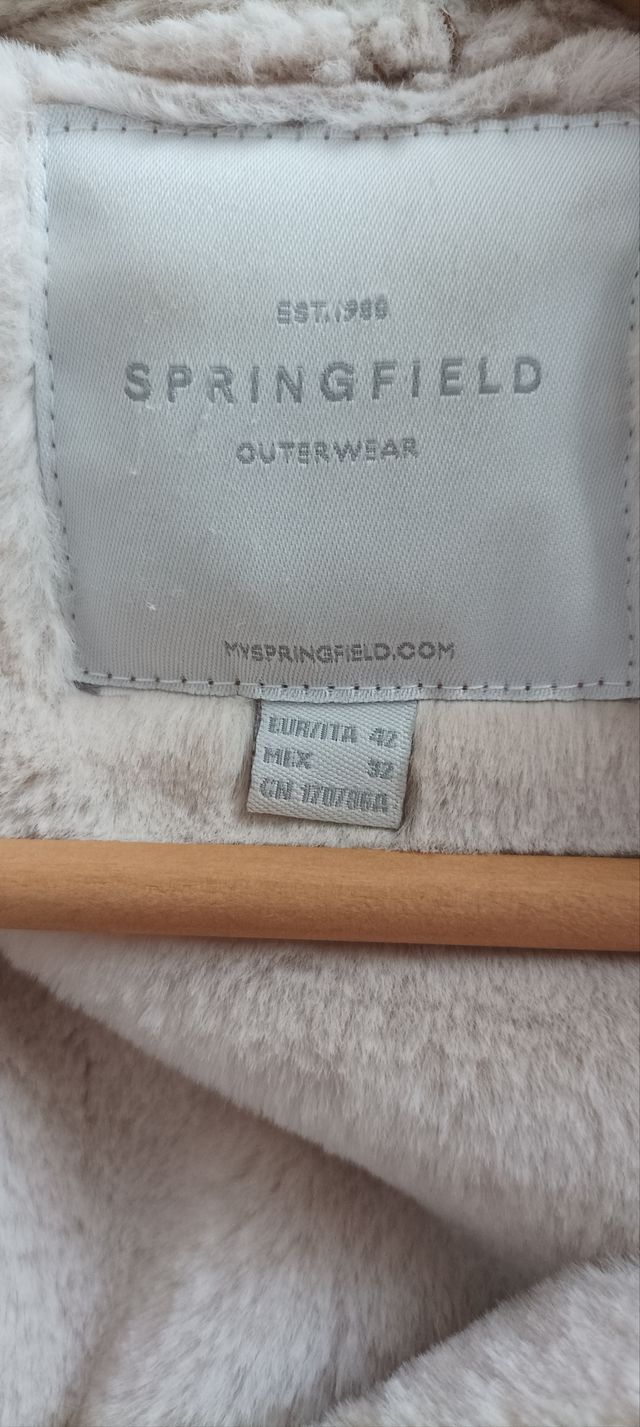 EST.1988
SPRINGFIELD
OUTERWEAR
MYSPRINGFIELD.COM
EUR/ITA 42
MEX 32
CN 170/96A